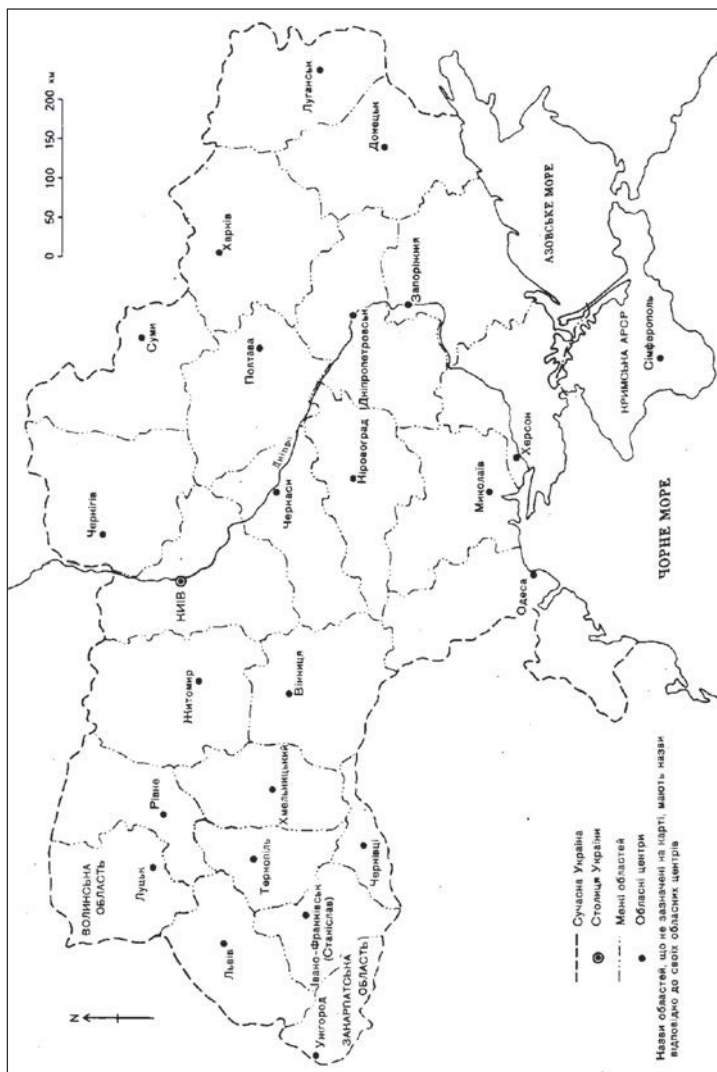 N
0 50 100 150 200 км
ВОЛИНСЬКА
ОБЛАСТЬ
Луцьк
Рівне
Житомир
КИЇВ
Чернігів
Суми
Львів
Тернопіль
Хмельницький
Вінниця
Черкаси
Дніпро
Полтава
Харків
Луганськ
Ужгород
Івано-Франківськ
(Станіслав)
ЗАКАРПАТСЬКА
ОБЛАСТЬ
Чернівці
Кіровоград
Дніпропетровськ
Запоріжжя
Донецьк
Одеса
Миколаїв
Херсон
АЗОВСЬКЕ МОРЕ
КРИМСЬКА АРСР
Сімферополь
ЧОРНЕ МОРЕ
Сучасна Україна
Столиця України
Межі областей
Обласні центри
Назви областей, що не зазначені на карті, мають назви
відповідно до своїх обласних центрів